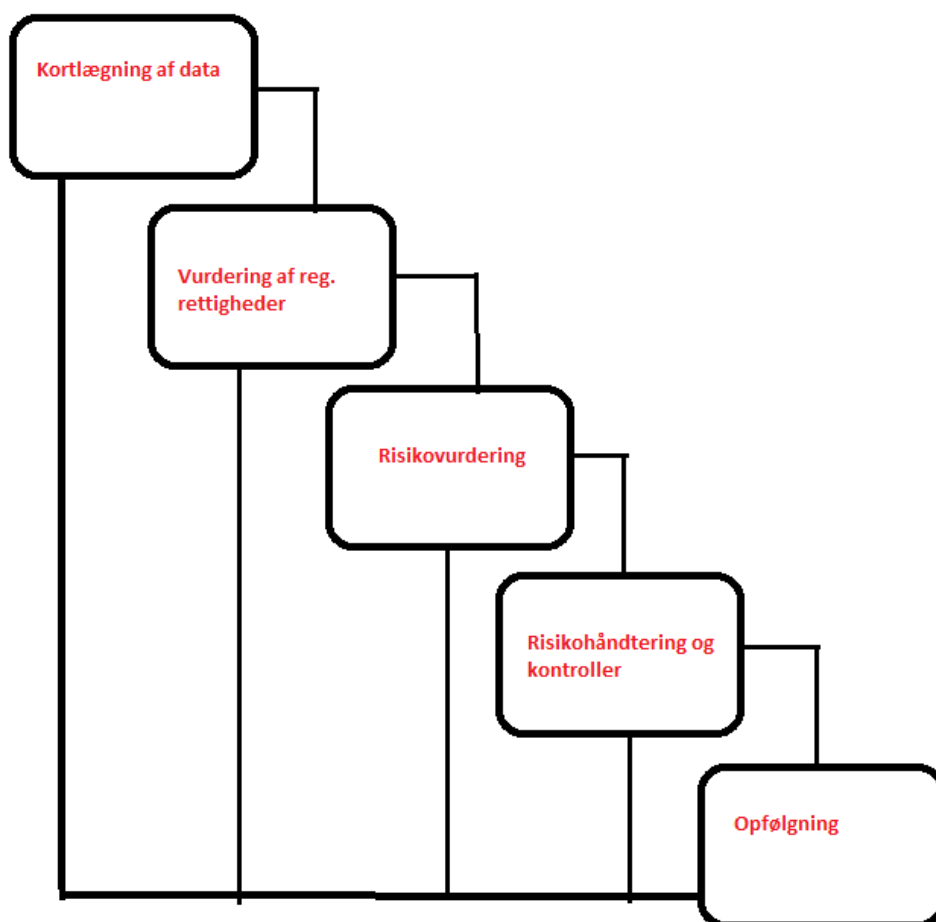 Kortlægning af data
Vurdering af reg.
rettigheder
Risikovurdering
Risikohåndtering og
kontroller
Opfølgning